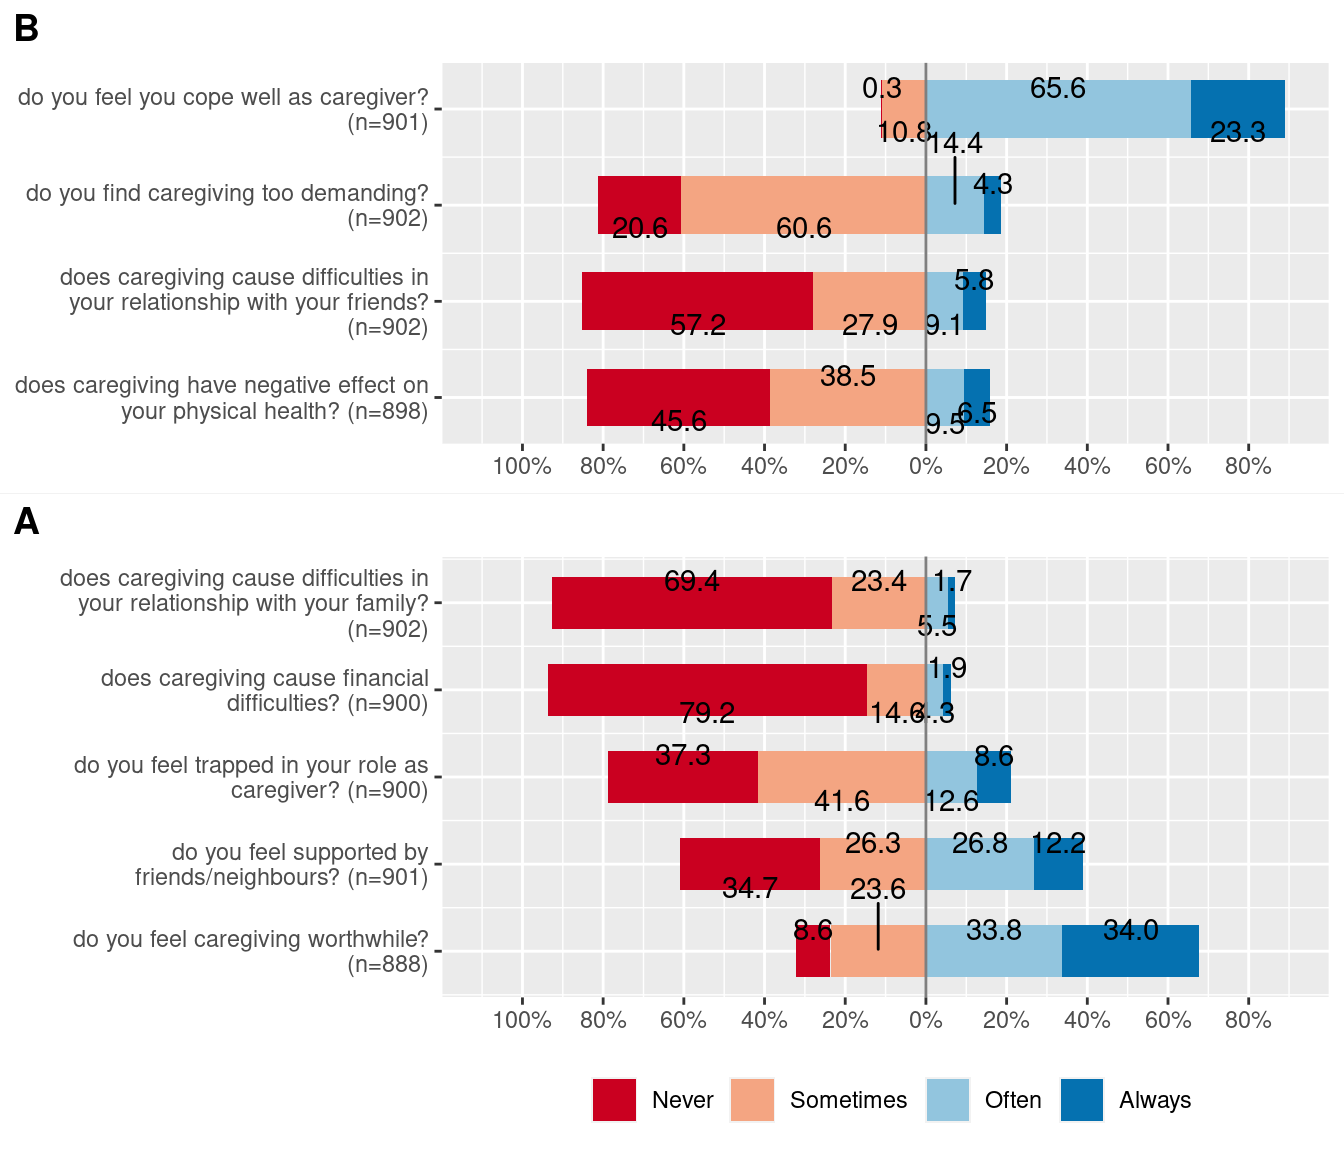 B
do you feel you cope well as caregiver?
(n=901)
0.3
10.8
65.6
23.3
do you find caregiving too demanding?
(n=902)
20.6
60.6
14.4
4.3
does caregiving cause difficulties in
your relationship with your friends?
(n=902)
57.2
27.9
9.1
5.8
does caregiving have negative effect on
your physical health? (n=898)
45.6
38.5
9.5
6.5
100% 80% 60% 40% 20% 0% 20% 40% 60% 80%
A
does caregiving cause difficulties in
your relationship with your family?
(n=902)
69.4
23.4
5.5
1.7
does caregiving cause financial
difficulties? (n=900)
79.2
14.6
4.3
1.9
do you feel trapped in your role as
caregiver? (n=900)
37.3
41.6
12.6
8.6
do you feel supported by
friends/neighbours? (n=901)
34.7
26.3
26.8
12.2
do you feel caregiving worthwhile?
(n=888)
8.6
23.6
33.8
34.0
100% 80% 60% 40% 20% 0% 20% 40% 60% 80%
Never Sometimes Often Always